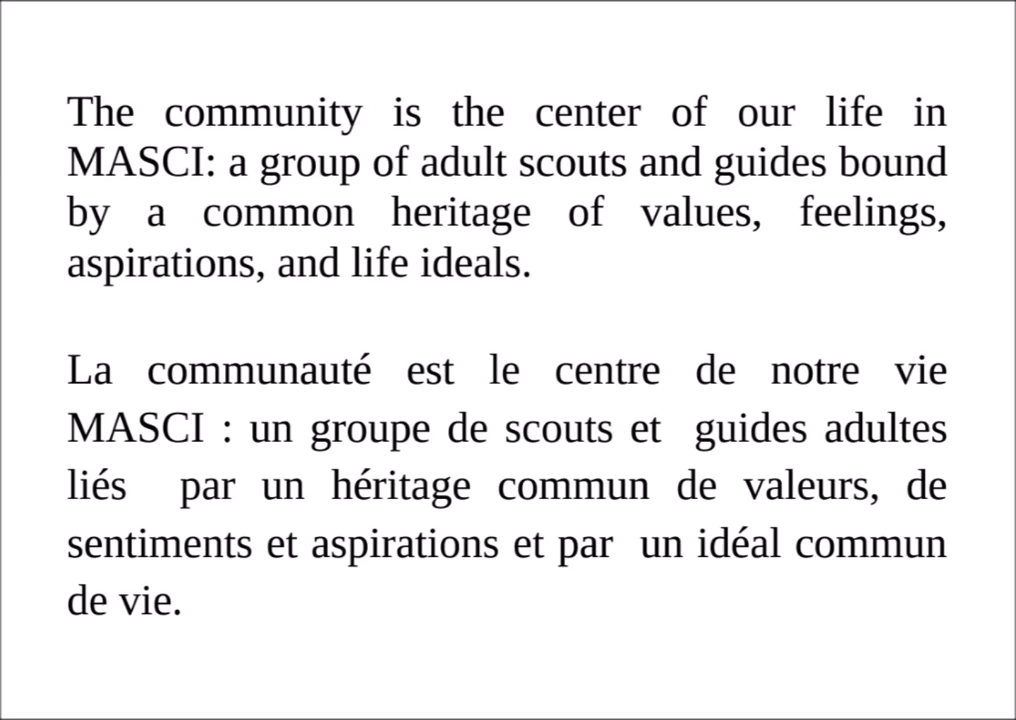 The community is the center of our life in
MASCI: a group of adult scouts and guides bound
by a common heritage of values, feelings,
aspirations, and life ideals.
La communauté est le centre de notre vie
MASCI : un groupe de scouts et guides adultes
liés par un héritage commun de valeurs, de
sentiments et aspirations et par un idéal commun
de vie.